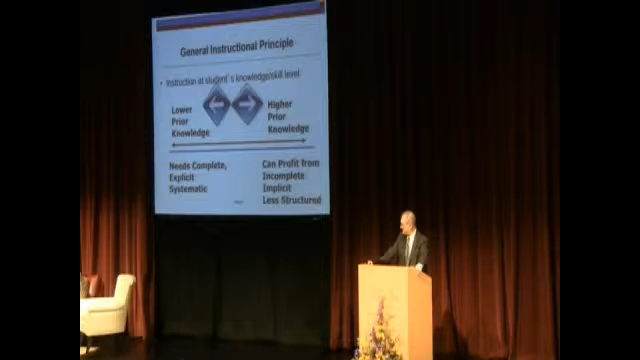 General Instructional Principle
• Instruction at student's knowledge/skill level
Lower
Prior
Knowledge
Higher
Prior
Knowledge
Needs Complete,
Explicit
Systematic
Can Profit from
Incomplete
Implicit
Less Structured